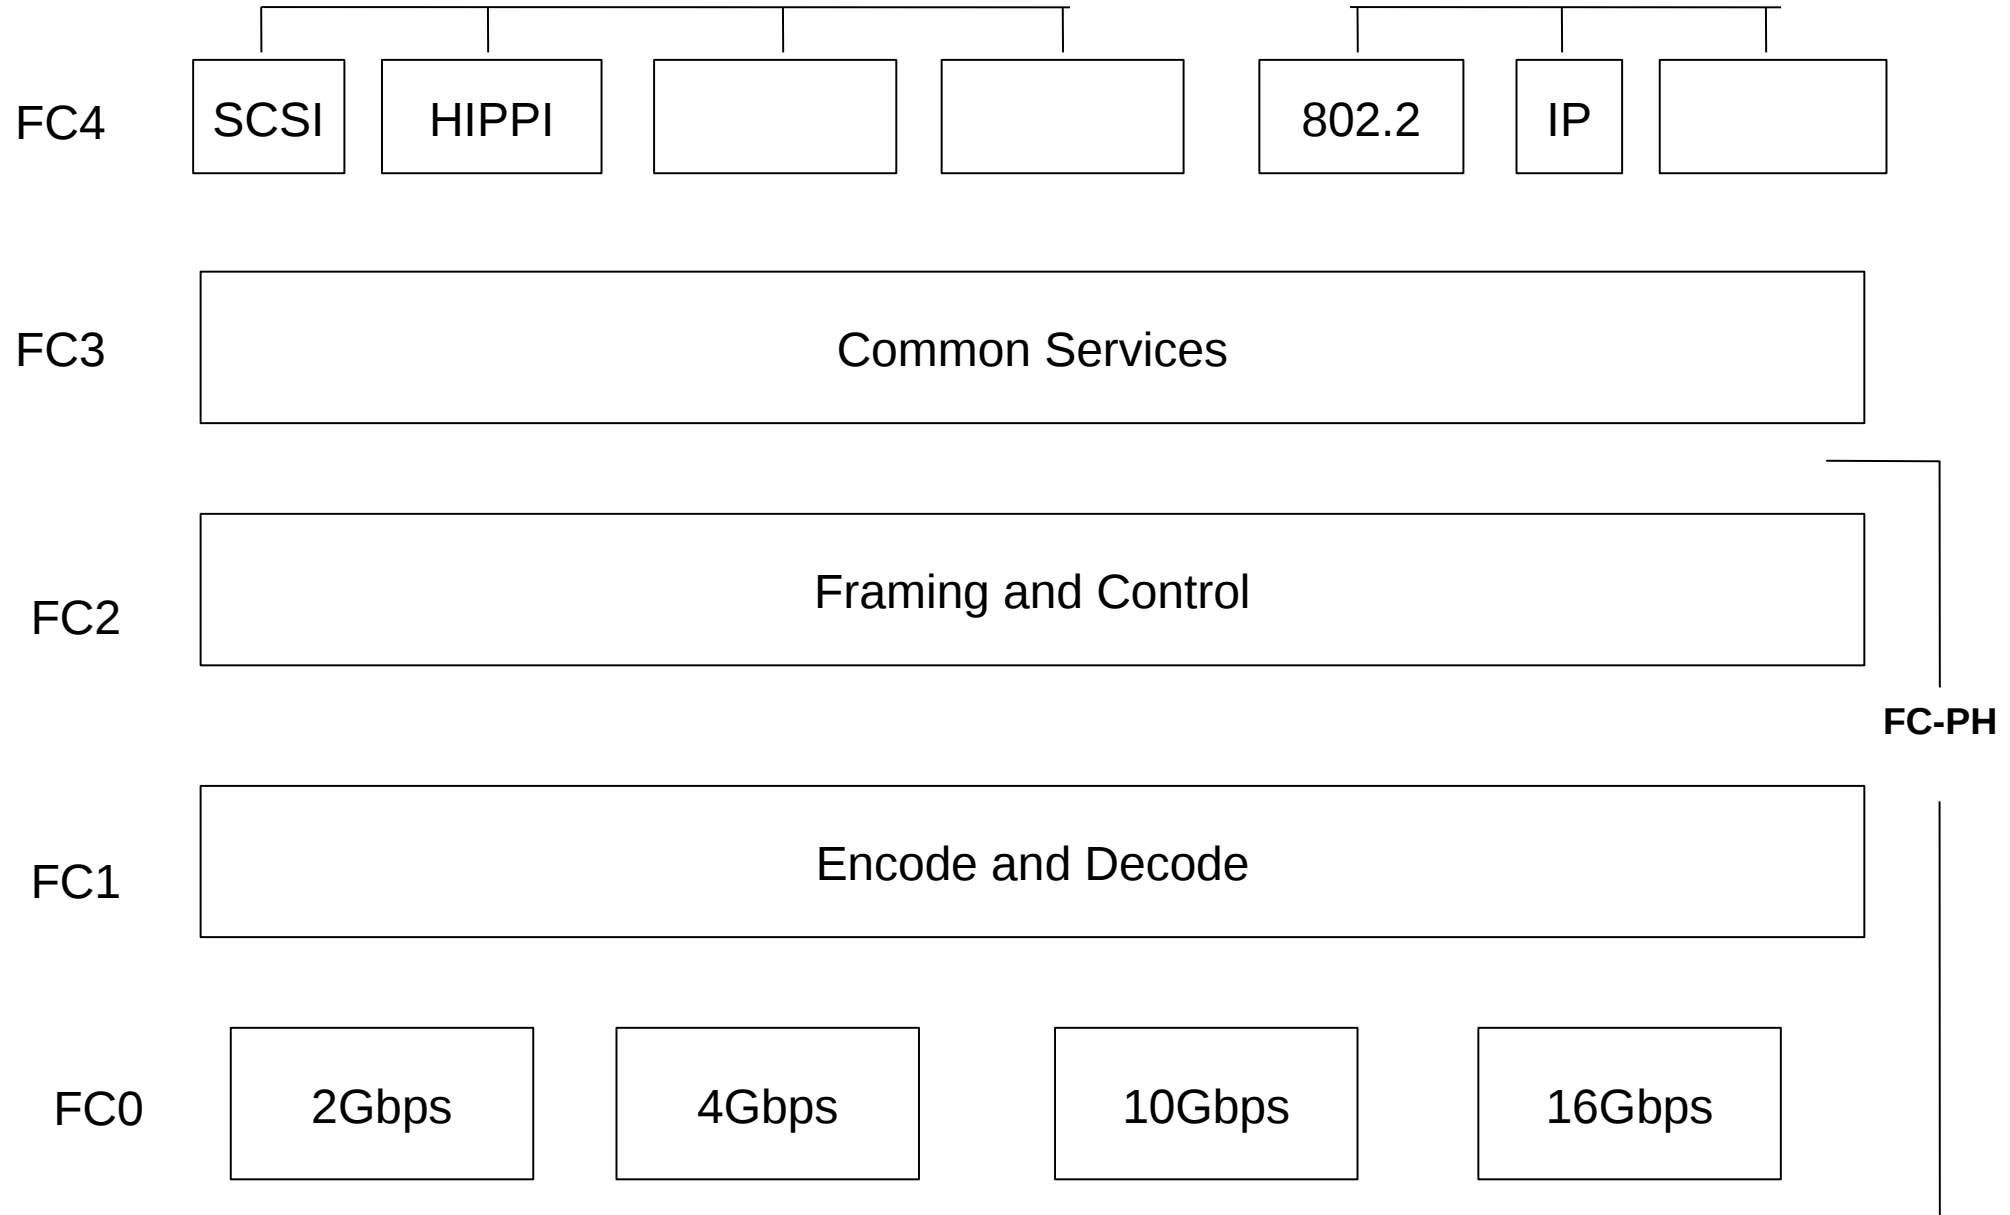 FC4
SCSI
HIPPI
802.2
IP
FC3
Common Services
FC2
Framing and Control
FC-PH
FC1
Encode and Decode
FC0
2Gbps
4Gbps
10Gbps
16Gbps